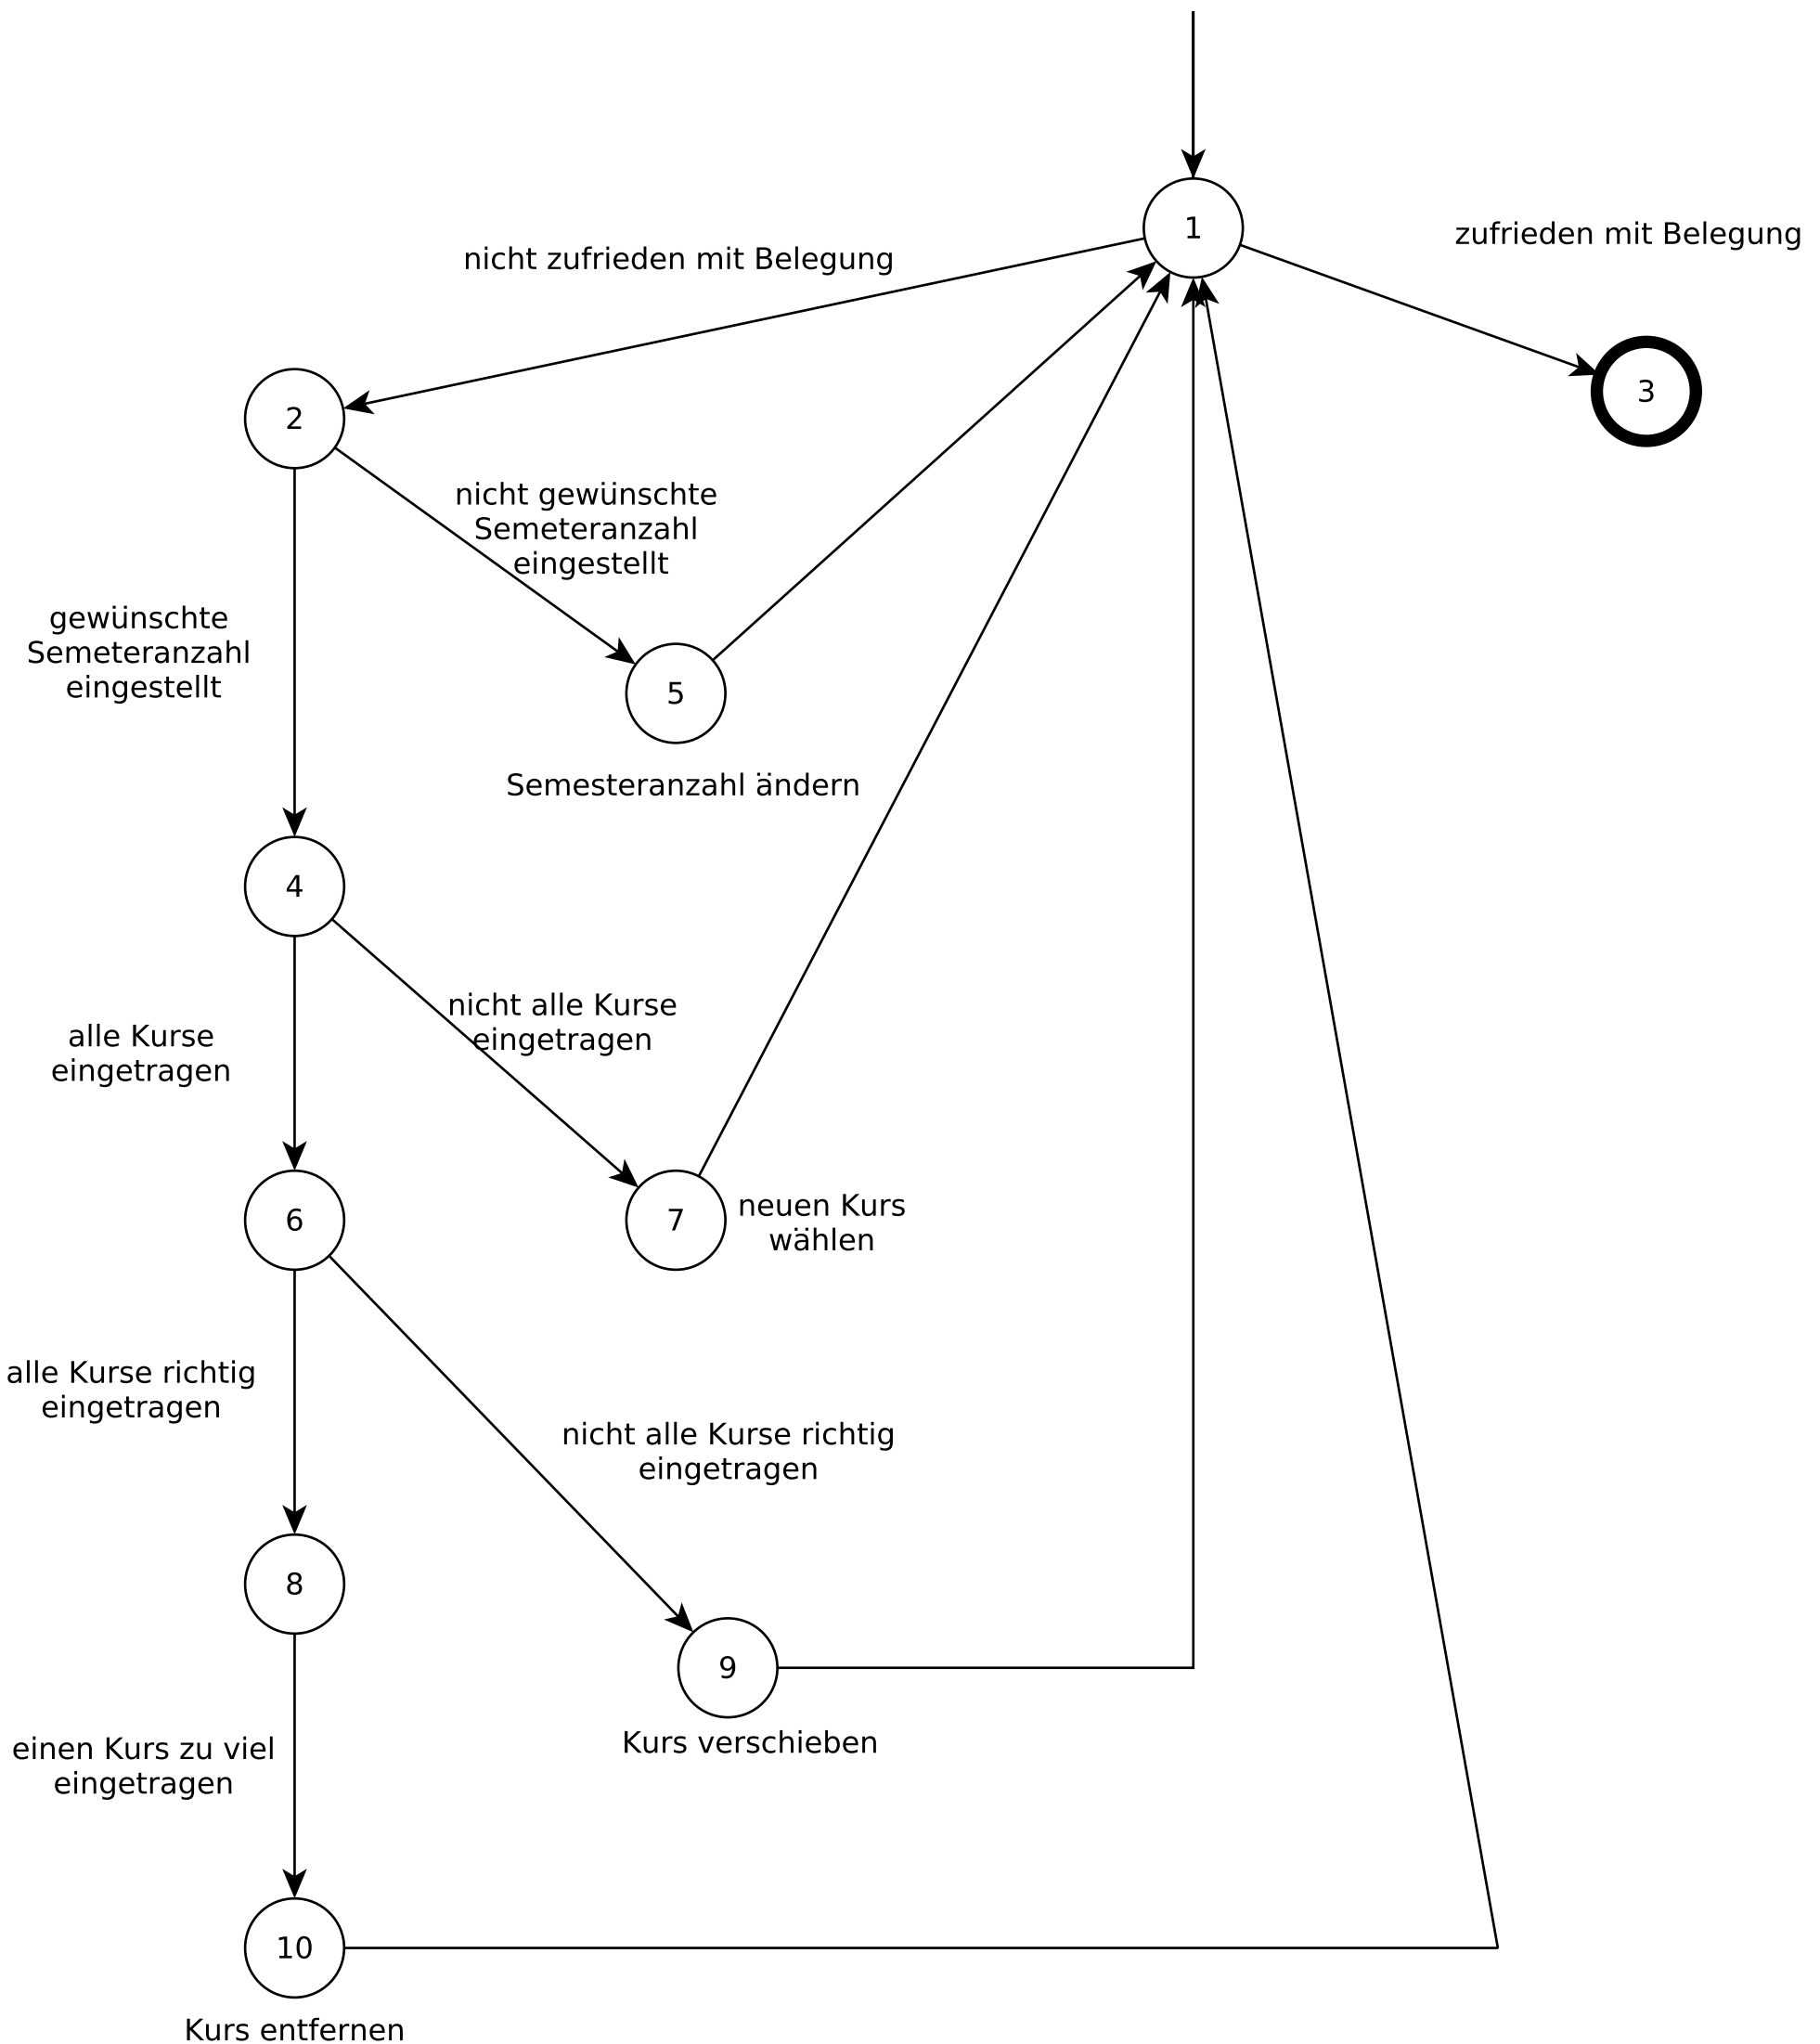 1
zufrieden mit Belegung
nicht zufrieden mit Belegung
3
2
nicht gewünschte
Semeteranzahl
eingestellt
gewünschte
Semeteranzahl
eingestellt
5
Semesteranzahl ändern
4
nicht alle Kurse
eingetragen
alle Kurse
eingetragen
6
7
neuen Kurs
wählen
alle Kurse richtig
eingetragen
nicht alle Kurse richtig
eingetragen
8
9
Kurs verschieben
einen Kurs zu viel
eingetragen
10
Kurs entfernen